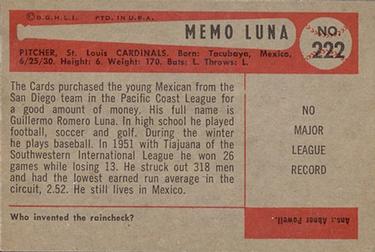 ©B.G.H.L.I. PTD. IN U.S.A.
MEMO LUNA
NO. 222
PITCHER, St. Louis CARDINALS. Born: Tacubaya, Mexico,
6/25/30. Height: 6. Weight: 170. Bats: L. Throws: L.
The Cards purchased the young Mexican from the
San Diego team in the Pacific Coast League for
a good amount of money. His full name is
Guillermo Romero Luna. In high school he played
football, soccer and golf. During the winter
he plays baseball. In 1951 with Tiajuana of the
Southwestern International League he won 26
games while losing 13. He struck out 318 men
and had the lowest earned run average in the
circuit, 2.52. He still lives in Mexico.
NO
MAJOR
LEAGUE
RECORD
Who invented the raincheck?
Ans.: Abner Powell.